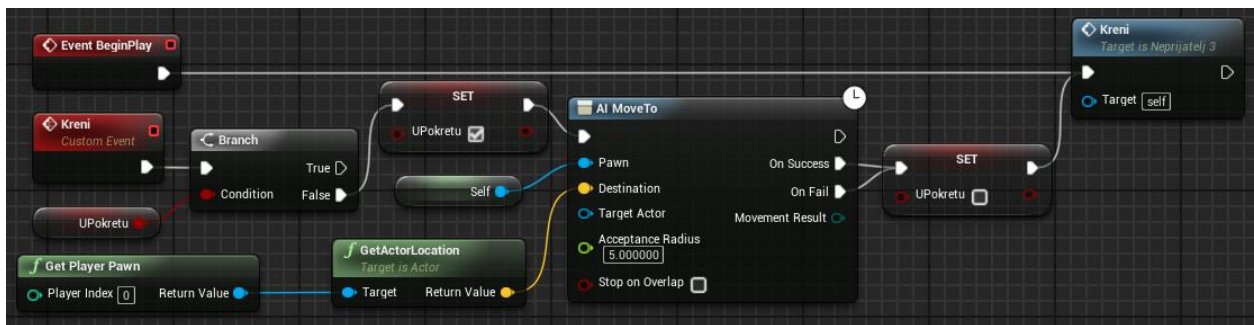 Event BeginPlay
Kreni
Target is Neprijatelj 3
Target self
SET
UPokretu
AI MoveTo
Pawn
Destination
Target Actor
Acceptance Radius
5.000000
Stop on Overlap
On Success
On Fail
Movement Result
Kreni
Custom Event
Branch
True
Condition
False
Self
SET
UPokretu
UPokretu
Get Player Pawn
Player Index 0
Return Value
GetActorLocation
Target is Actor
Target
Return Value